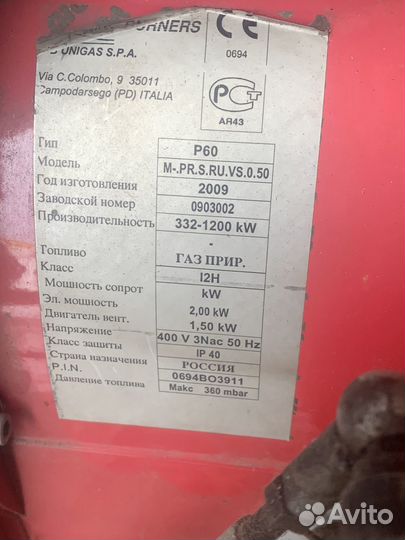 BURNERS
UNIGAS S.P.A.
Via C.Colombo, 9 35011
Campodarsego (PD) ITALIA
CE
0694
РСТ
АЯ43
Тип P60
Модель M-.PR.S.RU.VS.0.50
Год изготовления 2009
Заводской номер 0903002
Производительность 332-1200 kW
-
Топливо ГАЗ ПРИР.
Класс I2H
Мощность сопрот kW
Эл. мощность 2,00 kW
Двигатель вент. 1,50 kW
Напряжение 400 V 3Nac 50 Hz
Класс защиты IP 40
Страна назначения РОССИЯ
P.I.N. 0694BO3911
Давление топлива Макс 360 mbar
Avito